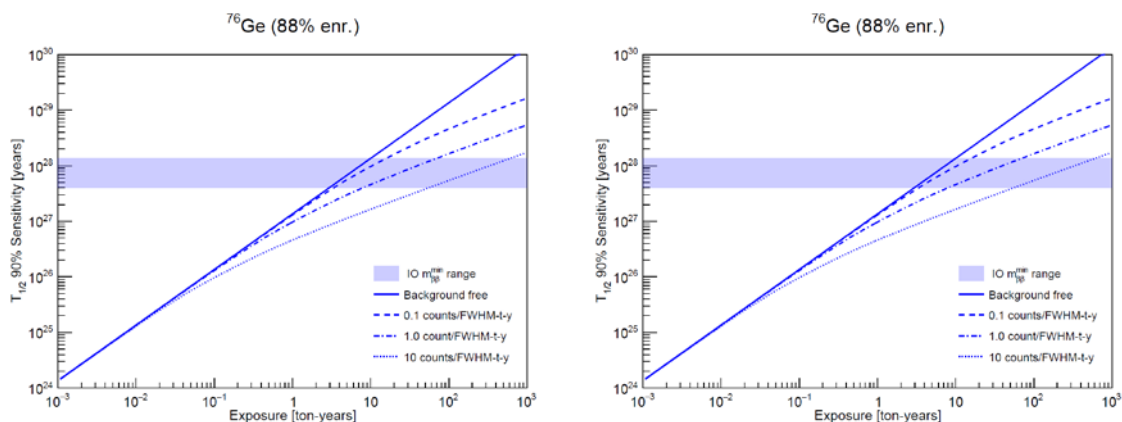 ⁷⁶Ge (88% enr.)
T₁/₂ 90% Sensitivity [years]
10³⁰
10²⁹
10²⁸
10²⁷
10²⁶
10²⁵
10²⁴
IO mᵦᵦᵐⁱⁿ range
Background free
0.1 counts/FWHM-t-y
1.0 count/FWHM-t-y
10 counts/FWHM-t-y
10⁻³ 10⁻² 10⁻¹ 1 10 10² 10³
Exposure [ton-years]
⁷⁶Ge (88% enr.)
T₁/₂ 90% Sensitivity [years]
10³⁰
10²⁹
10²⁸
10²⁷
10²⁶
10²⁵
10²⁴
IO mᵦᵦᵐⁱⁿ range
Background free
0.1 counts/FWHM-t-y
1.0 count/FWHM-t-y
10 counts/FWHM-t-y
10⁻³ 10⁻² 10⁻¹ 1 10 10² 10³
Exposure [ton-years]